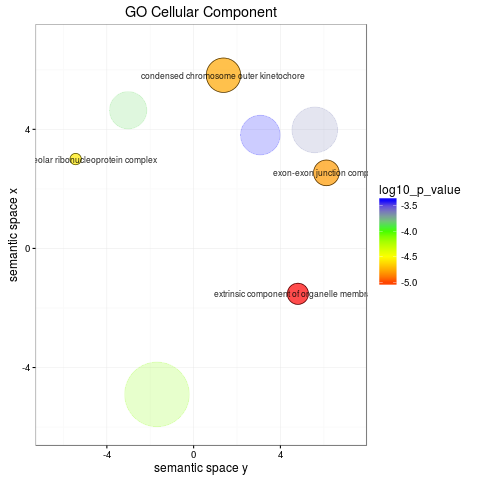 GO Cellular Component
condensed chromosome outer kinetochore
eolar ribonucleoprotein complex
exon-exon junction comp
extrinsic component of organelle membra
semantic space x
4
0
-4
-4
0
4
semantic space y
log10_p_value
-3.5
-4.0
-4.5
-5.0